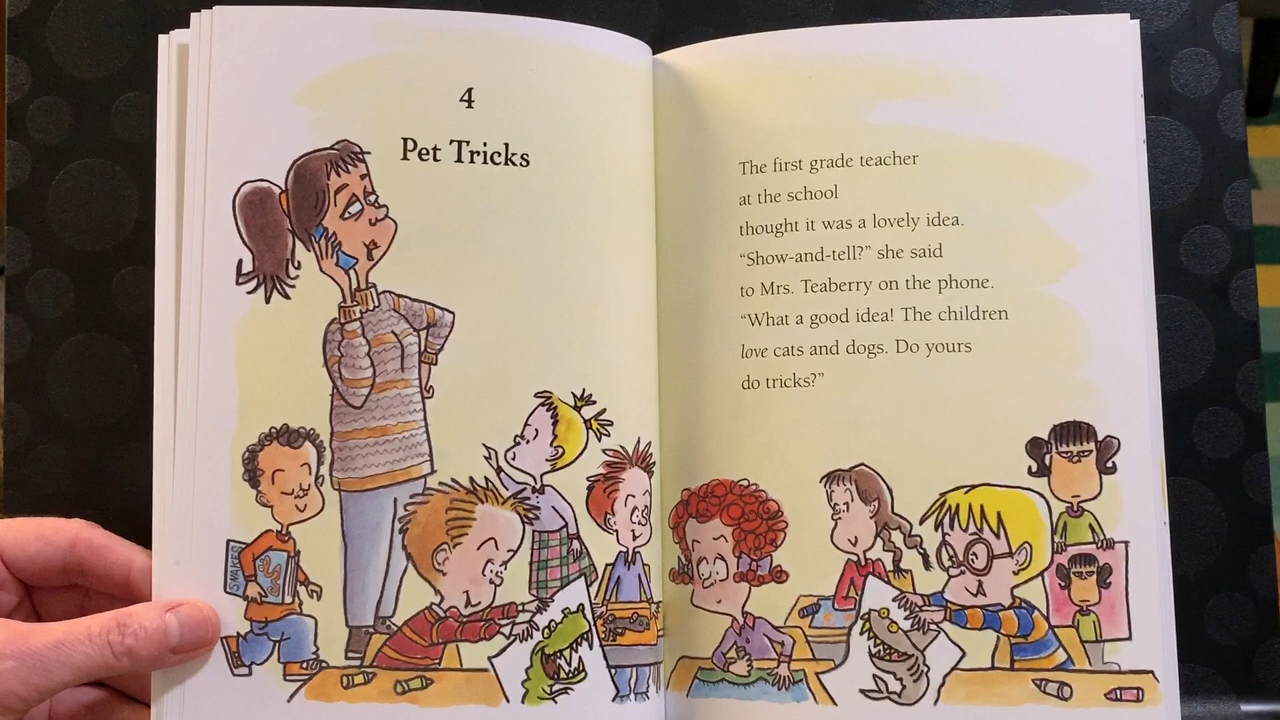 4
Pet Tricks
SNAKES
The first grade teacher
at the school
thought it was a lovely idea.
“Show-and-tell?” she said
to Mrs. Teaberry on the phone.
“What a good idea! The children
love cats and dogs. Do yours
do tricks?”